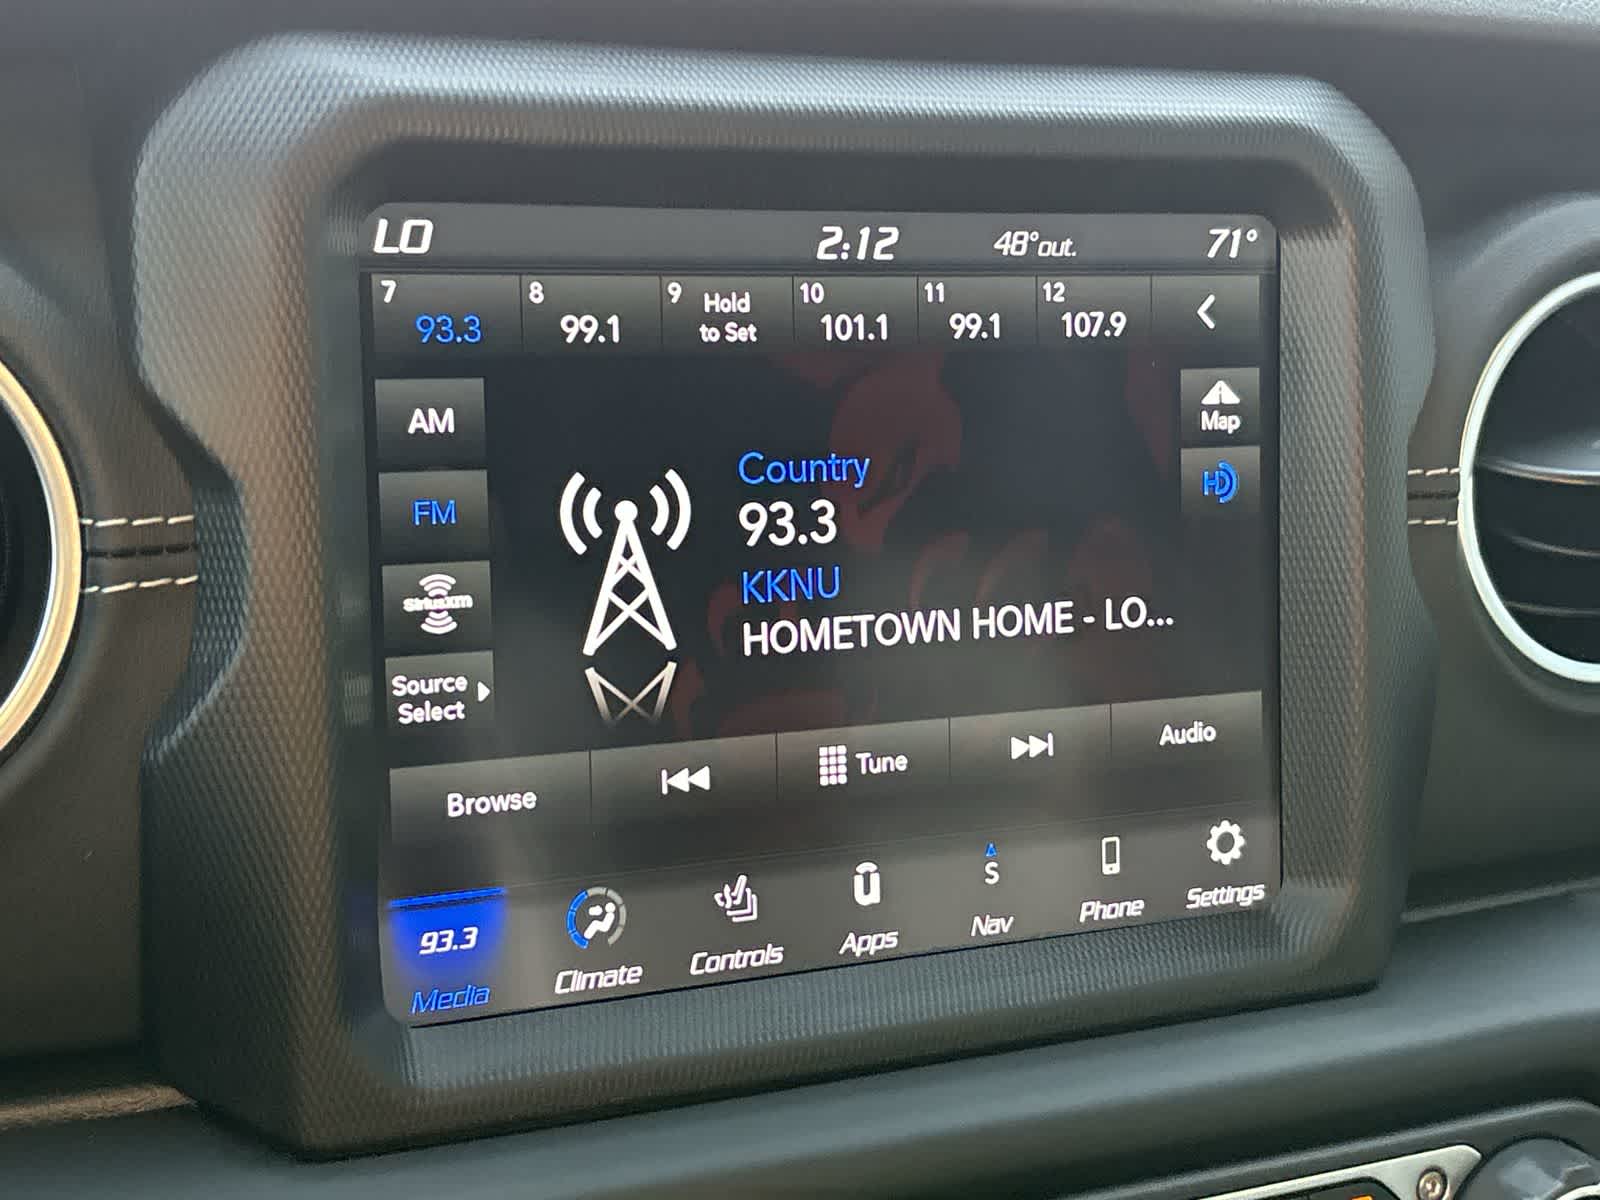 LO 2:12 48°out. 71°
7 8 9 Hold 10 11 12
93.3 99.1 to Set 101.1 99.1 107.9
AM
Map
Country
FM
HD
93.3
siriusxm
KKNU
HOMETOWN HOME - LO...
Source
Select
Browse Tune Audio
93.3 S
Media Climate Controls Apps Nav Phone Settings